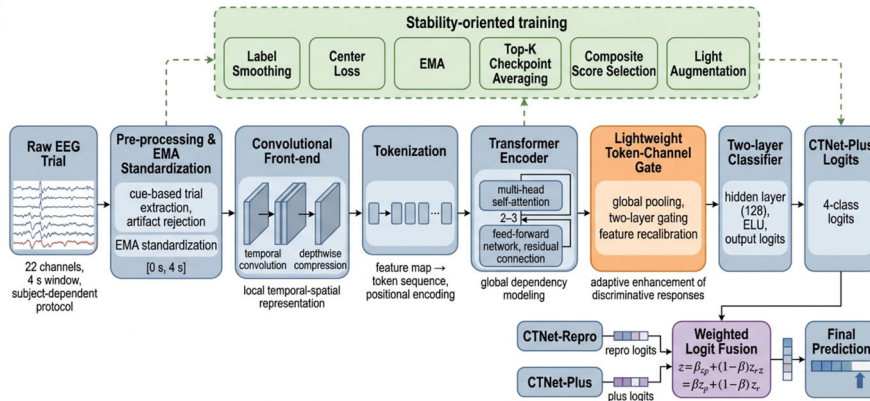 Stability-oriented training
Label
Smoothing
Center
Loss
EMA
Top-K
Checkpoint
Averaging
Composite
Score Selection
Light
Augmentation
Raw EEG
Trial
22 channels,
4 s window,
subject-dependent
protocol
Pre-processing &
EMA
Standardization
cue-based trial
extraction,
artifact rejection
EMA standardization
[0 s, 4 s]
Convolutional
Front-end
temporal
convolution
depthwise
compression
local temporal-spatial
representation
Tokenization
feature map →
token sequence,
positional encoding
Transformer
Encoder
multi-head
self-attention
2–3
feed-forward
network, residual
connection
global dependency
modeling
Lightweight
Token-Channel
Gate
global pooling,
two-layer gating
feature recalibration
adaptive enhancement of
discriminative responses
Two-layer
Classifier
hidden layer
(128), ELU,
output logits
CTNet-Plus
Logits
4-class
logits
CTNet-Repro
repro logits
CTNet-Plus
plus logits
Weighted
Logit Fusion
z=βzp+(1−β)zrz
=βzp+(1−β)zr
Final
Prediction